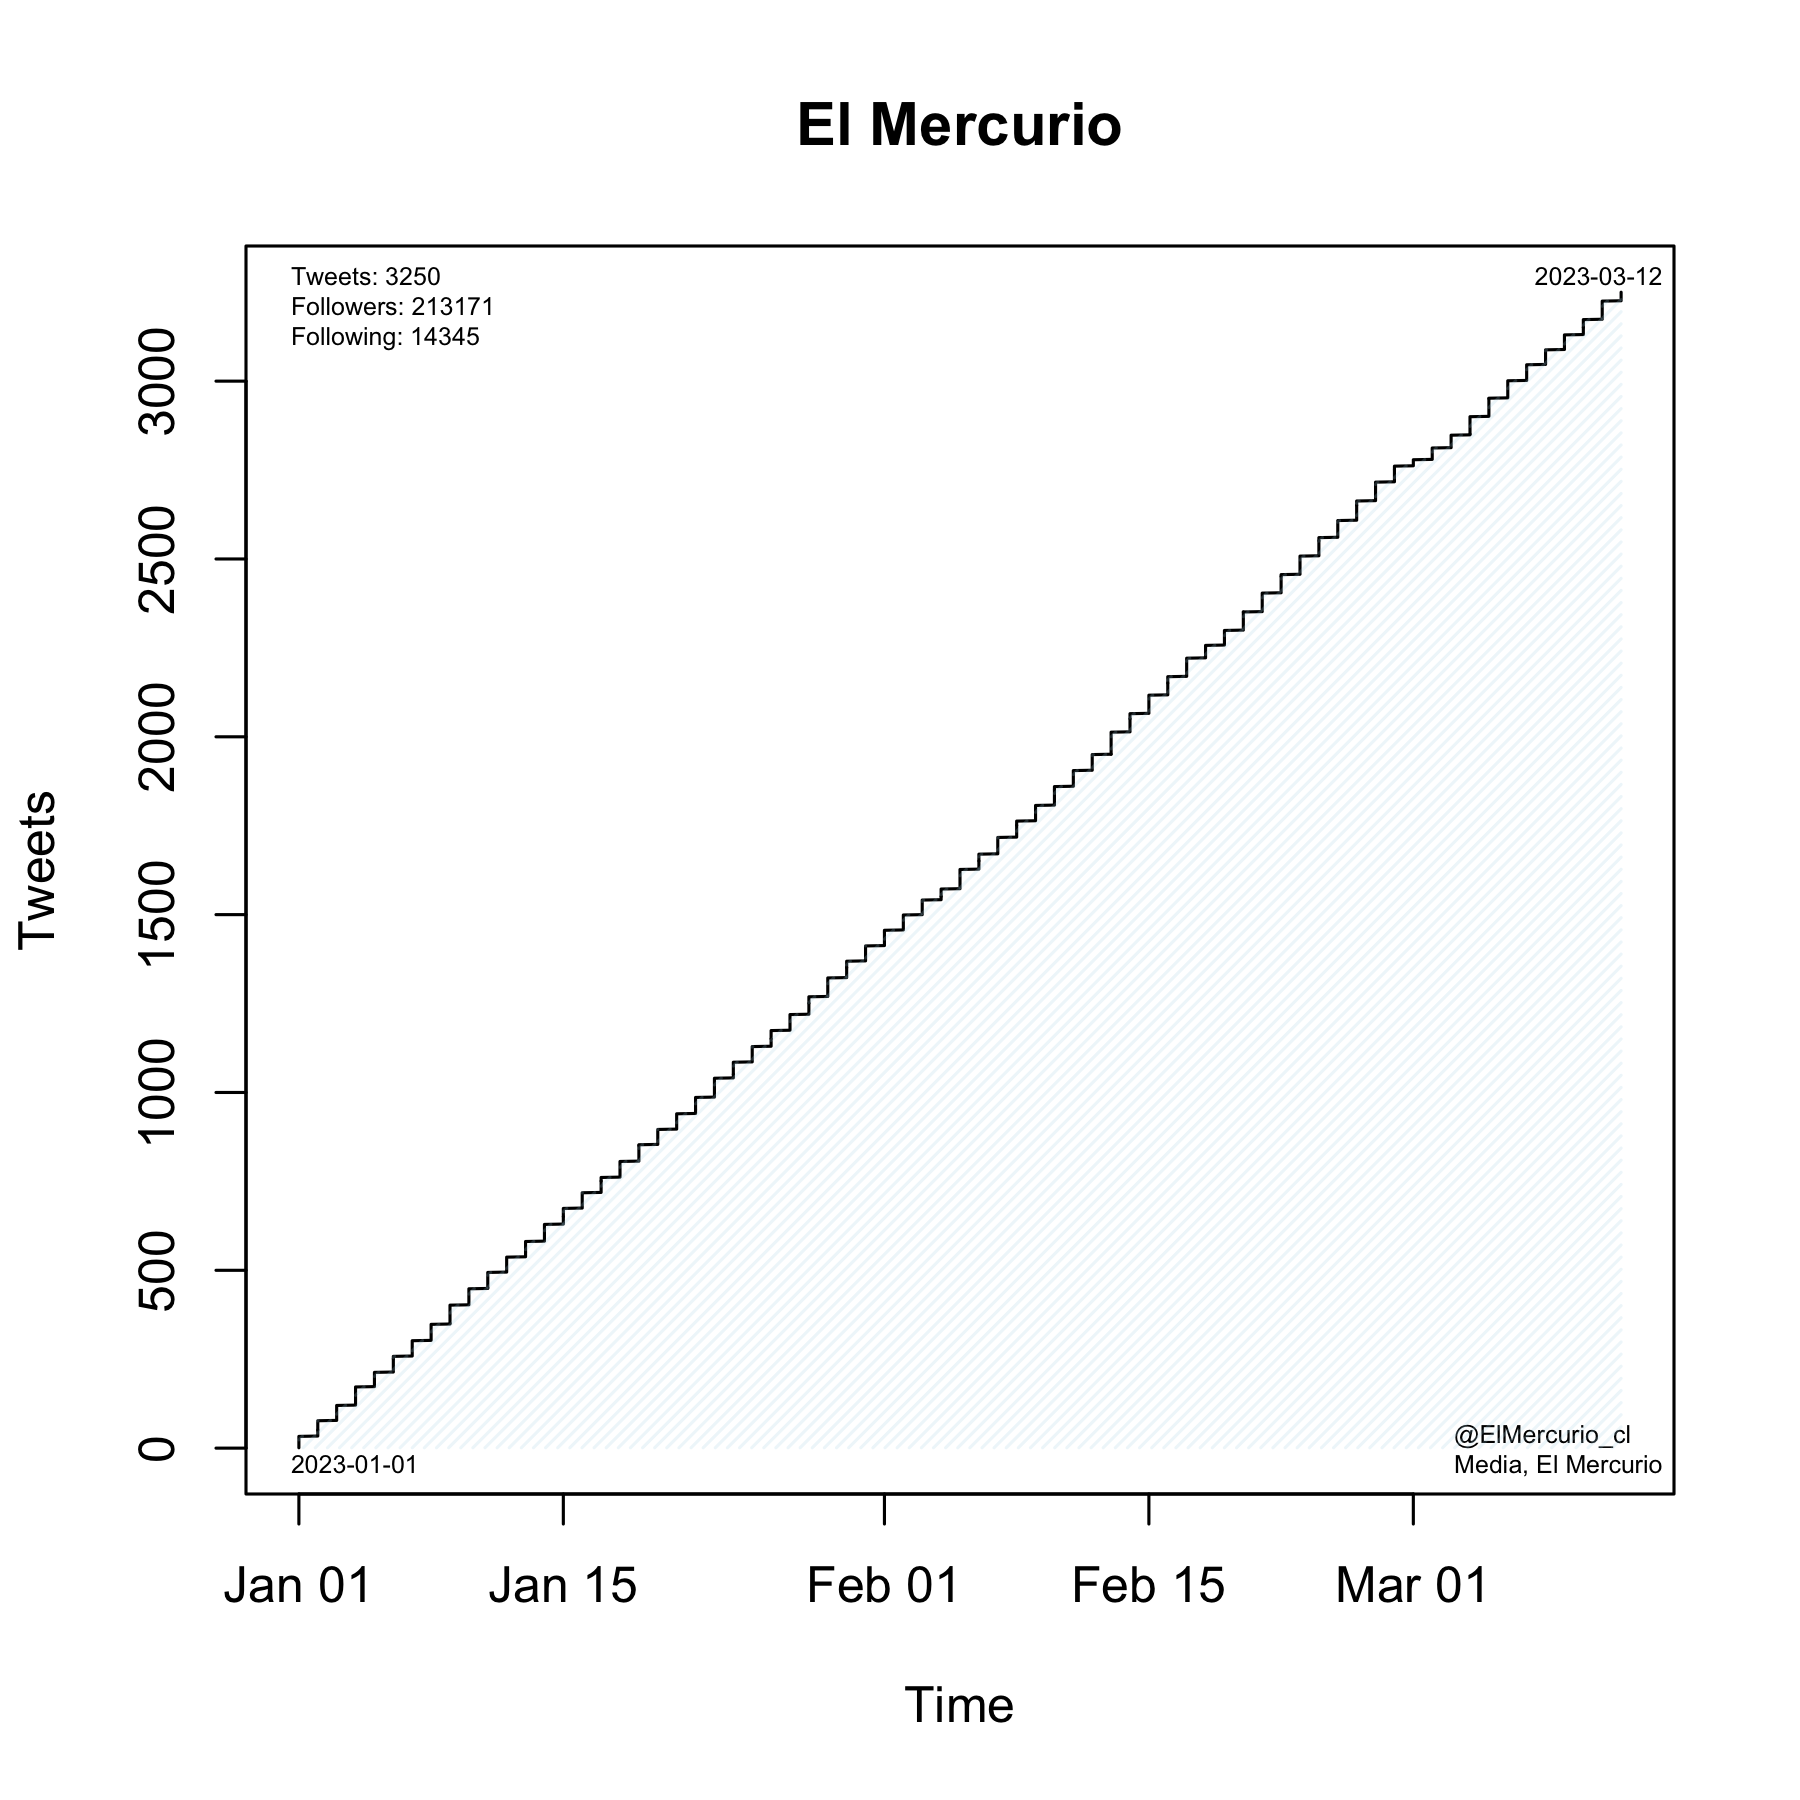 El Mercurio
Tweets: 3250
Followers: 213171
Following: 14345
2023-03-12
3000
2500
2000
1500
1000
500
0
Tweets
@ElMercurio_cl
Media, El Mercurio
2023-01-01
Jan 01
Jan 15
Feb 01
Feb 15
Mar 01
Time